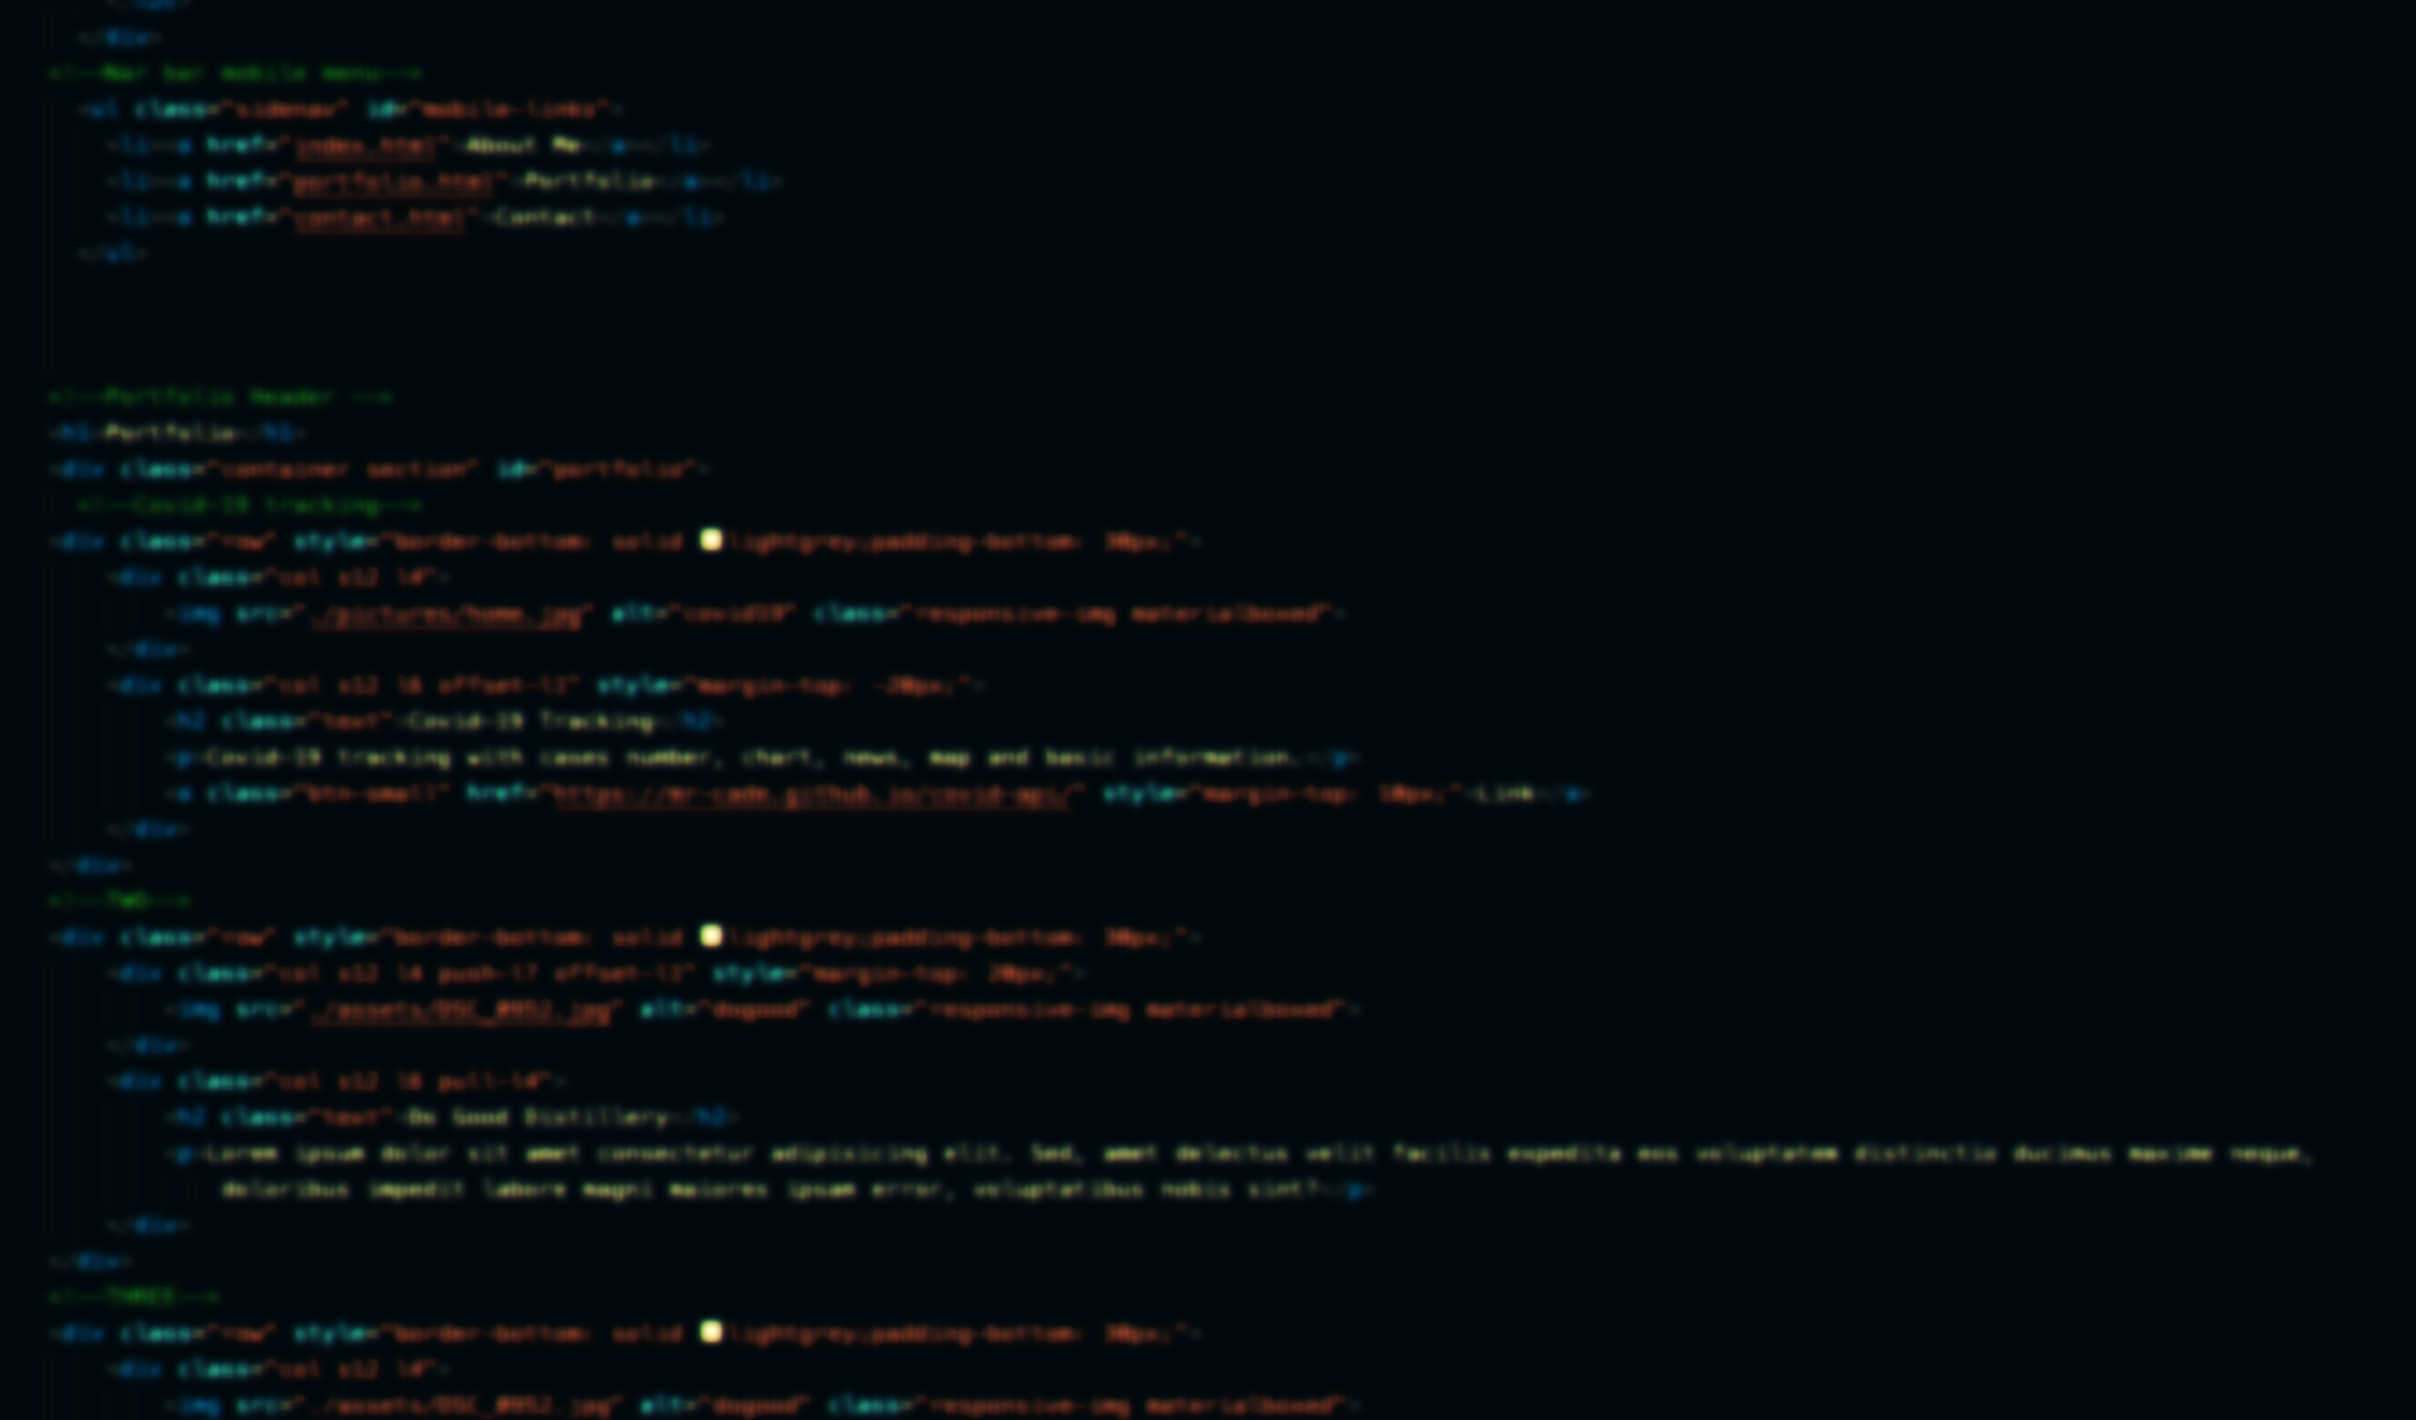 </div>
<!--Nar bar mobile menu-->
<ul class="sidenav" id="mobile-links">
<li><a href="index.html">About Me</a></li>
<li><a href="portfolio.html">Portfolio</a></li>
<li><a href="contact.html">Contact</a></li>
</ul>
<!--Portfolio Header -->
<h1>Portfolio</h1>
<div class="container section" id="portfolio">
<!--Covid-19 tracking-->
<div class="row" style="border-bottom: solid lightgrey;padding-bottom: 30px;">
<div class="col s12 l4">
<img src="./pictures/home.jpg" alt="covid19" class="responsive-img materialboxed">
</div>
<div class="col s12 l6 offset-l1" style="margin-top: -20px;">
<h2 class="text">Covid-19 Tracking</h2>
<p>Covid-19 tracking with cases number, chart, news, map and basic information.</p>
<a class="btn-small" href="https://mr-cade.github.io/covid-api/" style="margin-top: 10px;">Link</a>
</div>
</div>
<!--TWO-->
<div class="row" style="border-bottom: solid lightgrey;padding-bottom: 30px;">
<div class="col s12 l4 push-l7 offset-l1" style="margin-top: 20px;">
<img src="./assets/DSC_0952.jpg" alt="dogood" class="responsive-img materialboxed">
</div>
<div class="col s12 l6 pull-l4">
<h2 class="text">Do Good Distillery</h2>
<p>Lorem ipsum dolor sit amet consectetur adipisicing elit. Sed, amet delectus velit facilis expedita eos voluptatem distinctio ducimus maxime neque,
doloribus impedit labore magni maiores ipsam error, voluptatibus nobis sint?</p>
</div>
</div>
<!--THREE-->
<div class="row" style="border-bottom: solid lightgrey;padding-bottom: 30px;">
<div class="col s12 l4">
<img src="./assets/DSC_0952.jpg" alt="dogood" class="responsive-img materialboxed">